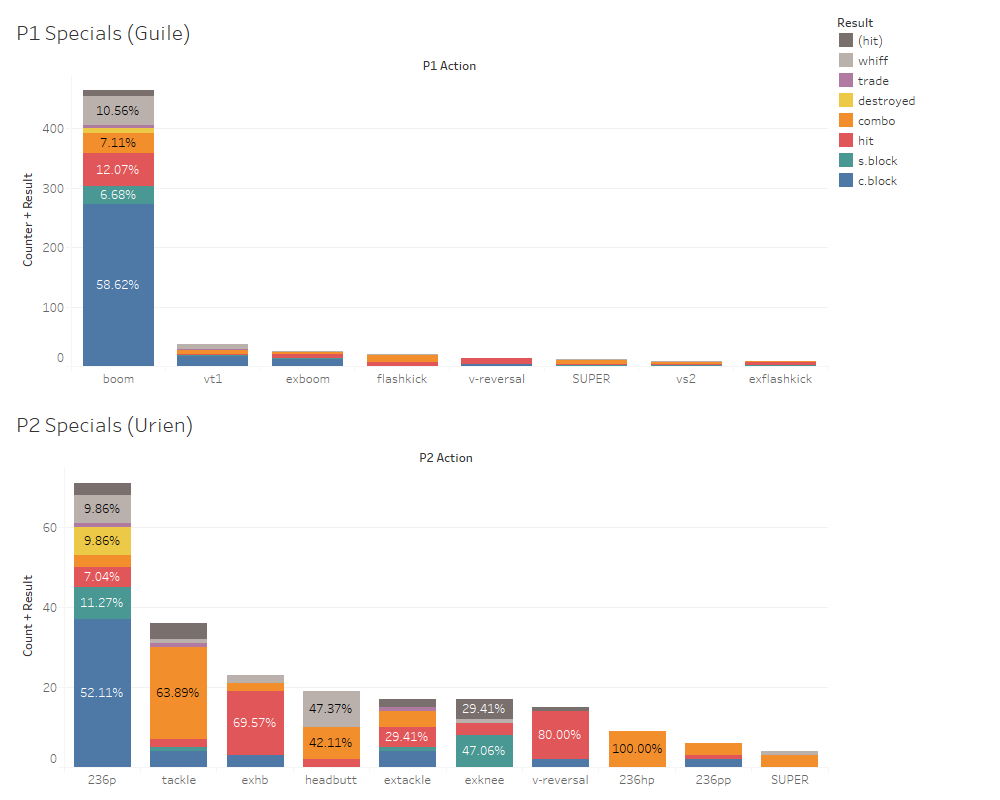 P1 Specials (Guile)
P1 Action
Counter + Result
400
300
200
100
0
10.56%
7.11%
12.07%
6.68%
58.62%
boom vt1 exboom flashkick v-reversal SUPER vs2 exflashkick
Result
(hit)
whiff
trade
destroyed
combo
hit
s.block
c.block
P2 Specials (Urien)
P2 Action
Count + Result
60
40
20
0
9.86%
9.86%
7.04%
11.27%
52.11%
63.89%
69.57%
47.37%
42.11%
29.41%
29.41%
47.06%
80.00%
100.00%
236p tackle exhb headbutt extackle exknee v-reversal 236hp 236pp SUPER